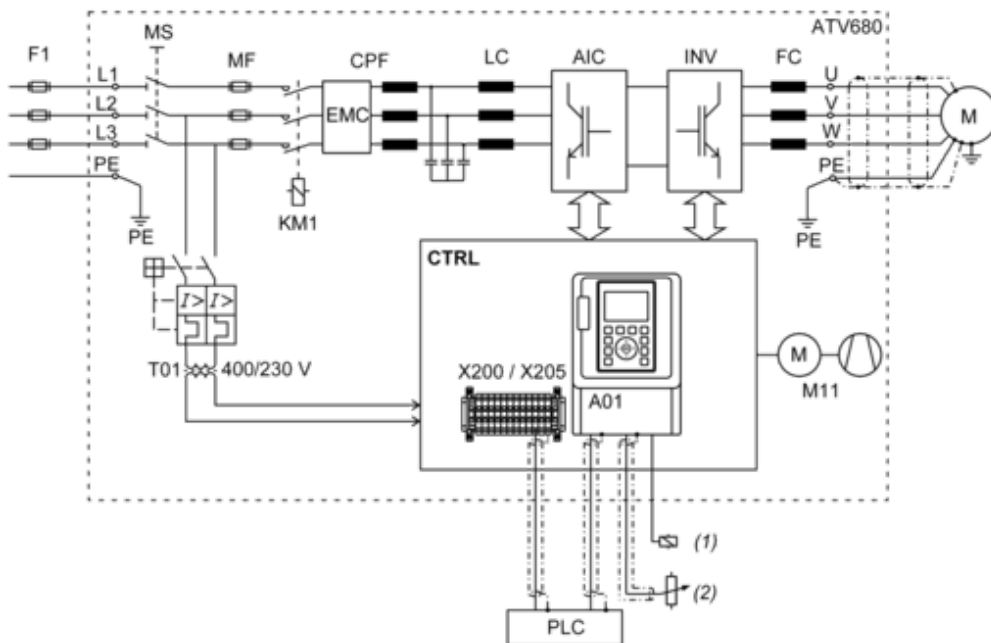 ATV680
MS
F1 MF CPF LC AIC INV FC
L1 U
L2 EMC V M
L3 W
PE PE
KM1
PE PE
CTRL
I> I>
T01 400/230 V
X200 / X205
A01
M
M11
(1)
(2)
PLC